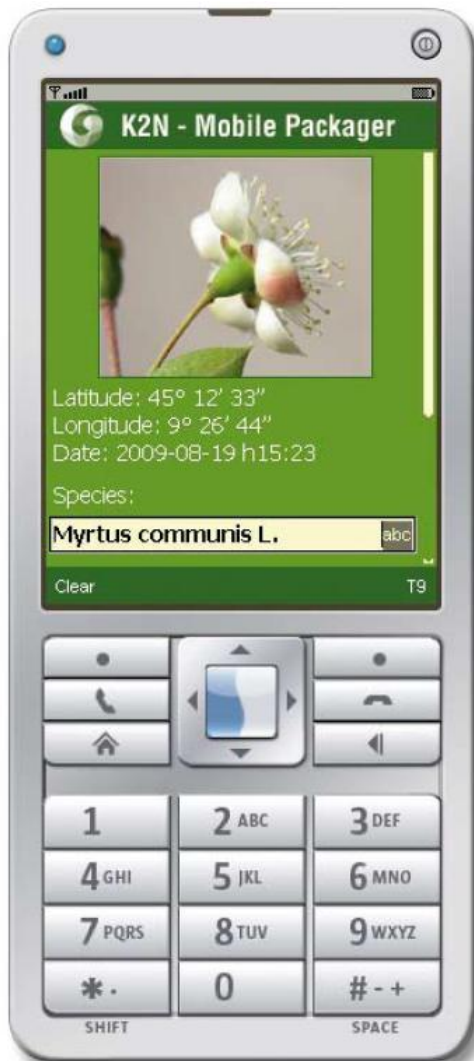 K2N - Mobile Packager
Latitude: 45° 12' 33"
Longitude: 9° 26' 44"
Date: 2009-08-19 h15:23
Species:
Myrtus communis L. abc
Clear T9
1 2 ABC 3 DEF
4 GHI 5 JKL 6 MNO
7 PQRS 8 TUV 9 WXYZ
* . 0 # - +
SHIFT SPACE